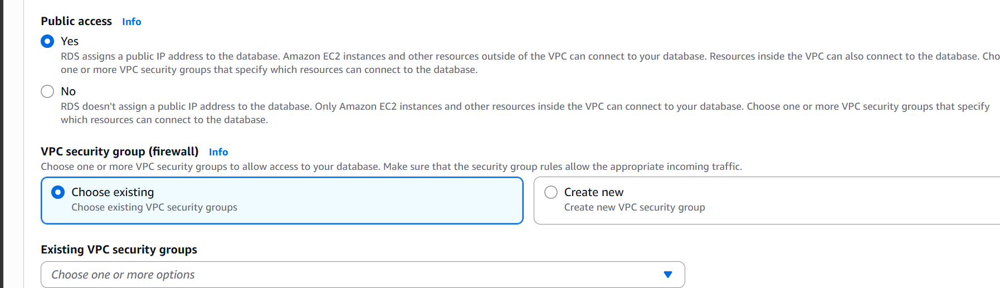 Public access Info
Yes
RDS assigns a public IP address to the database. Amazon EC2 instances and other resources outside of the VPC can connect to your database. Resources inside the VPC can also connect to the database. Cho
one or more VPC security groups that specify which resources can connect to the database.
No
RDS doesn't assign a public IP address to the database. Only Amazon EC2 instances and other resources inside the VPC can connect to your database. Choose one or more VPC security groups that specify
which resources can connect to the database.
VPC security group (firewall) Info
Choose one or more VPC security groups to allow access to your database. Make sure that the security group rules allow the appropriate incoming traffic.
Choose existing
Choose existing VPC security groups
Create new
Create new VPC security group
Existing VPC security groups
Choose one or more options